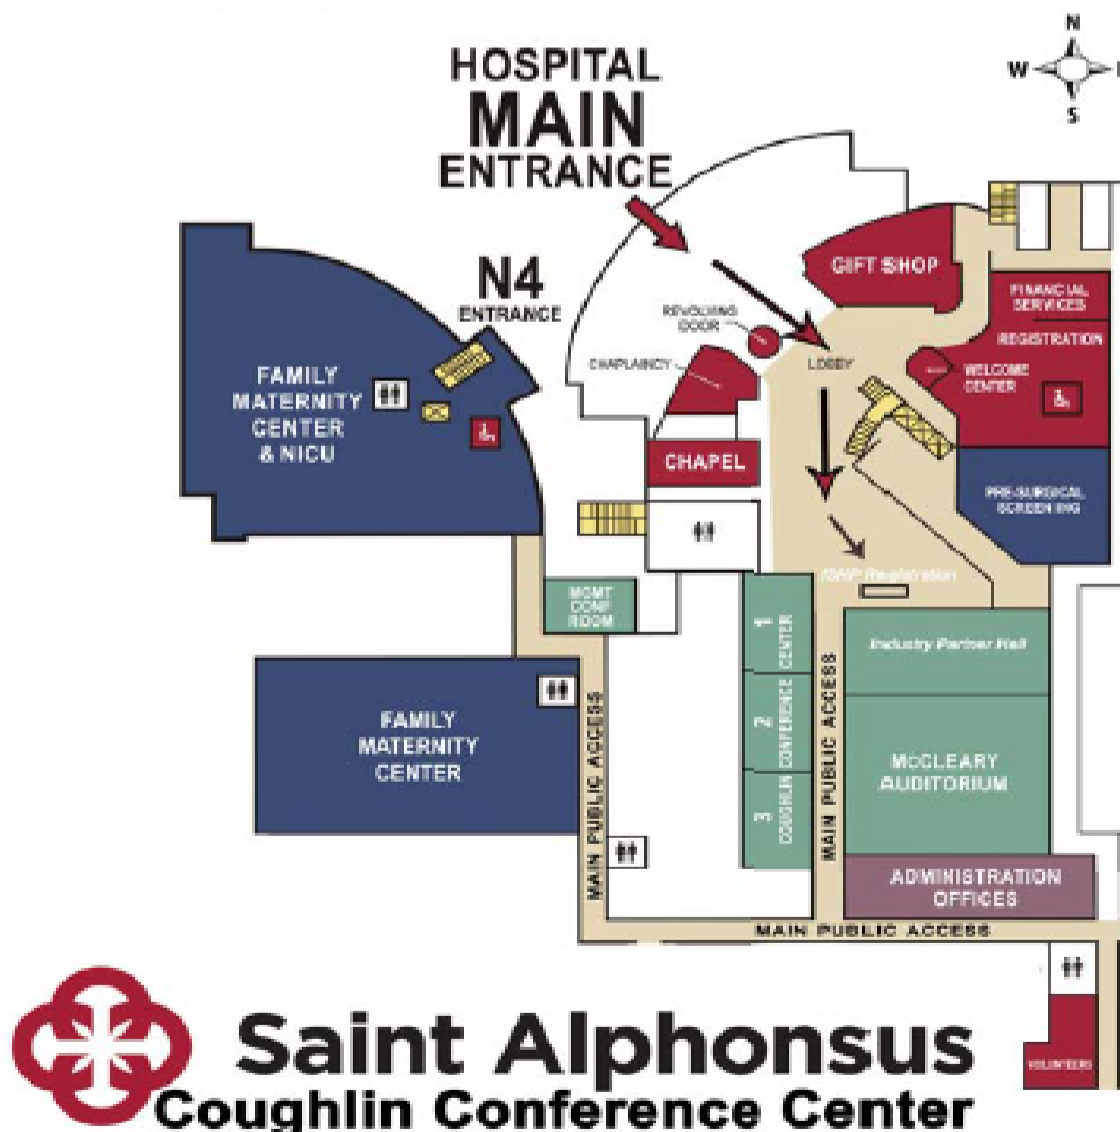 N
W
S
HOSPITAL
MAIN
ENTRANCE
N4
ENTRANCE
GIFT SHOP
FINANCIAL
SERVICES
REGISTRATION
REVOLVING
DOOR
CHAPLAINCY
LOBBY
WELCOME
CENTER
FAMILY
MATERNITY
CENTER
& NICU
CHAPEL
PRE-SURGICAL
SCREENING
Registration
MGMT
CONF
ROOM
1
2
3
COUGHLIN CONFERENCE CENTER
MAIN PUBLIC ACCESS
Industry Partner Hall
McCLEARY
AUDITORIUM
FAMILY
MATERNITY
CENTER
MAIN PUBLIC ACCESS
ADMINISTRATION
OFFICES
MAIN PUBLIC ACCESS
VOLUNTEERS
Saint Alphonsus
Coughlin Conference Center